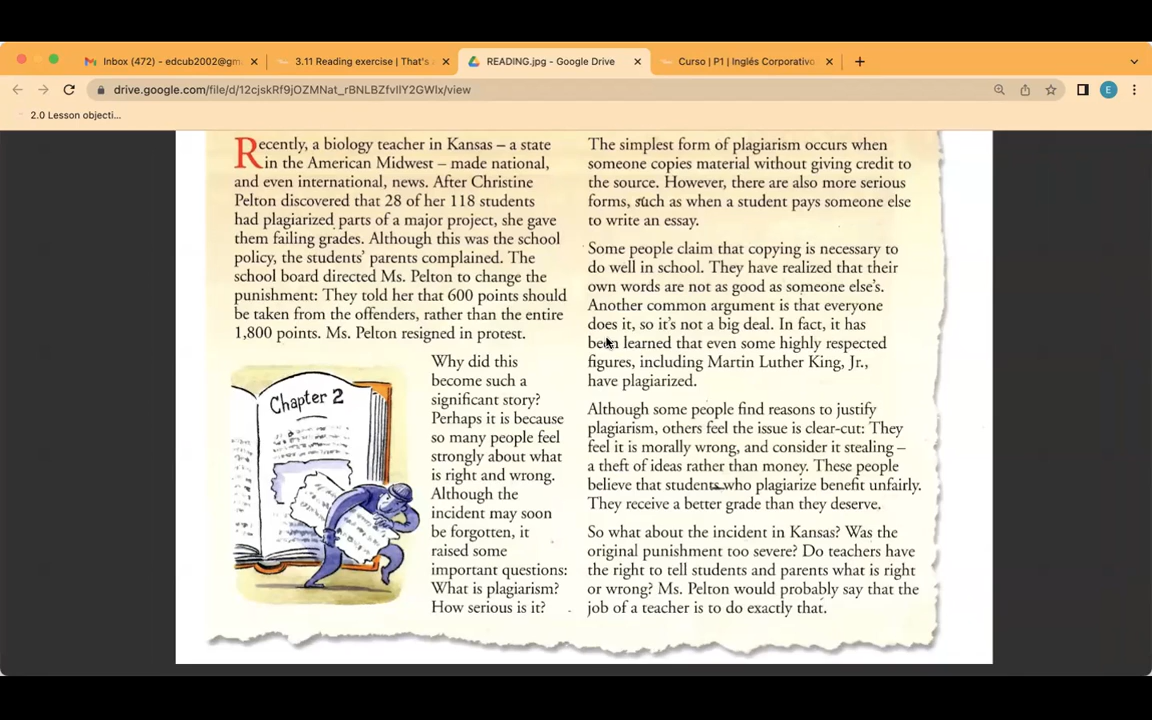 Inbox (472) - edcub2002@gm
3.11 Reading exercise | That's
READING.jpg - Google Drive
Curso | P1 | Inglés Corporativo
drive.google.com/file/d/12cjskRf9jOZMNat_rBNLBZfvIIY2GWIx/view
E
2.0 Lesson objecti...
Recently, a biology teacher in Kansas – a state
in the American Midwest – made national,
and even international, news. After Christine
Pelton discovered that 28 of her 118 students
had plagiarized parts of a major project, she gave
them failing grades. Although this was the school
policy, the students' parents complained. The
school board directed Ms. Pelton to change the
punishment: They told her that 600 points should
be taken from the offenders, rather than the entire
1,800 points. Ms. Pelton resigned in protest.
Chapter 2
Why did this
become such a
significant story?
Perhaps it is because
so many people feel
strongly about what
is right and wrong.
Although the
incident may soon
be forgotten, it
raised some
important questions:
What is plagiarism?
How serious is it?
The simplest form of plagiarism occurs when
someone copies material without giving credit to
the source. However, there are also more serious
forms, such as when a student pays someone else
to write an essay.
Some people claim that copying is necessary to
do well in school. They have realized that their
own words are not as good as someone else's.
Another common argument is that everyone
does it, so it's not a big deal. In fact, it has
been learned that even some highly respected
figures, including Martin Luther King, Jr.,
have plagiarized.
Although some people find reasons to justify
plagiarism, others feel the issue is clear-cut: They
feel it is morally wrong, and consider it stealing –
a theft of ideas rather than money. These people
believe that students who plagiarize benefit unfairly.
They receive a better grade than they deserve.
So what about the incident in Kansas? Was the
original punishment too severe? Do teachers have
the right to tell students and parents what is right
or wrong? Ms. Pelton would probably say that the
job of a teacher is to do exactly that.